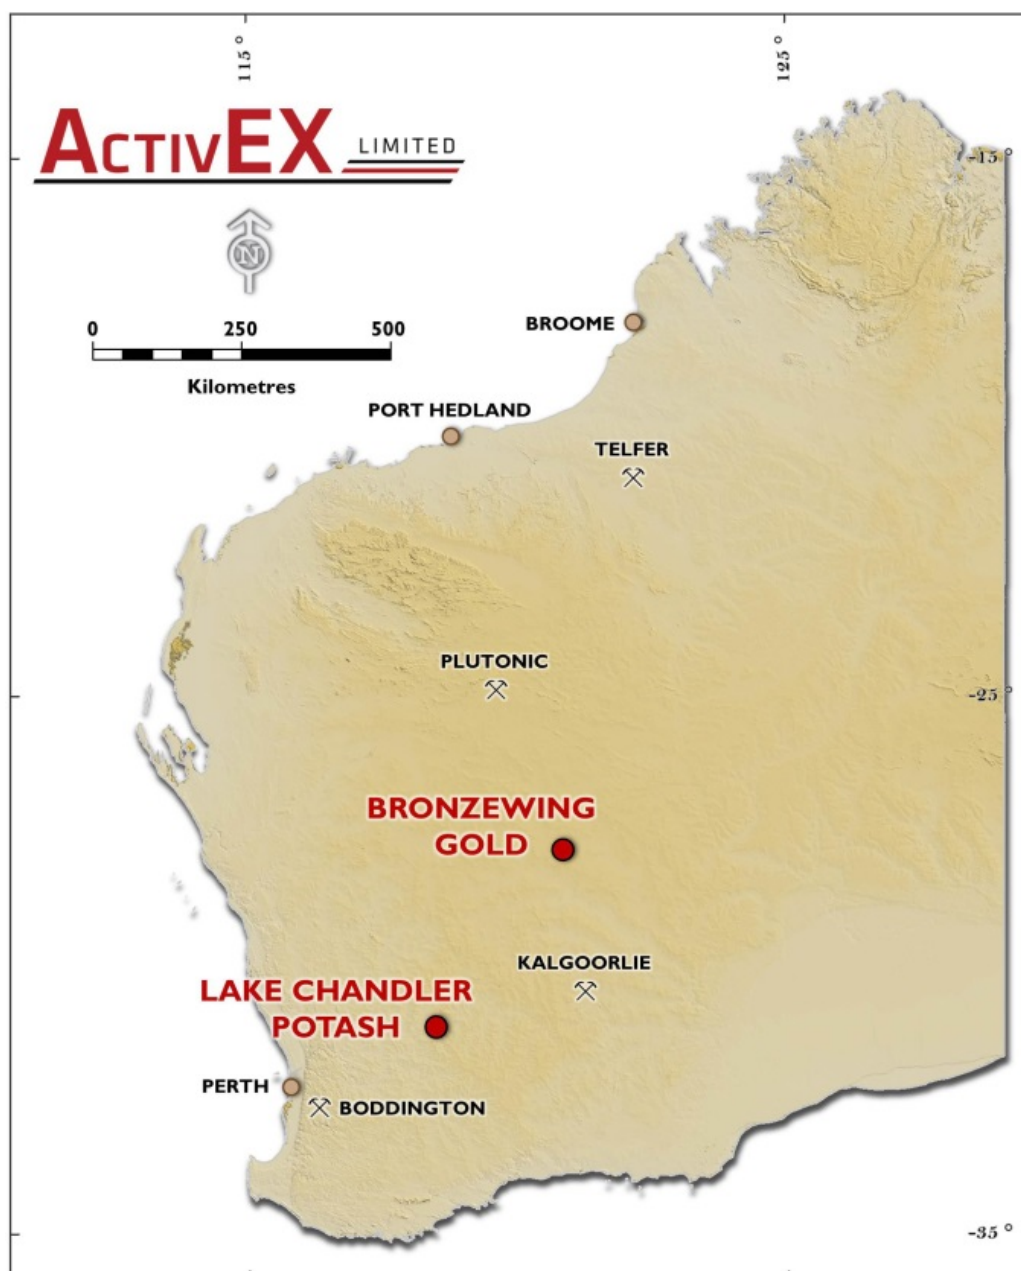 115 °
125 °
ACTIVEX LIMITED
-15 °
N
0 250 500
Kilometres
BROOME
PORT HEDLAND
TELFER
PLUTONIC
-25 °
BRONZEWING
GOLD
KALGOORLIE
LAKE CHANDLER
POTASH
PERTH
BODDINGTON
-35 °